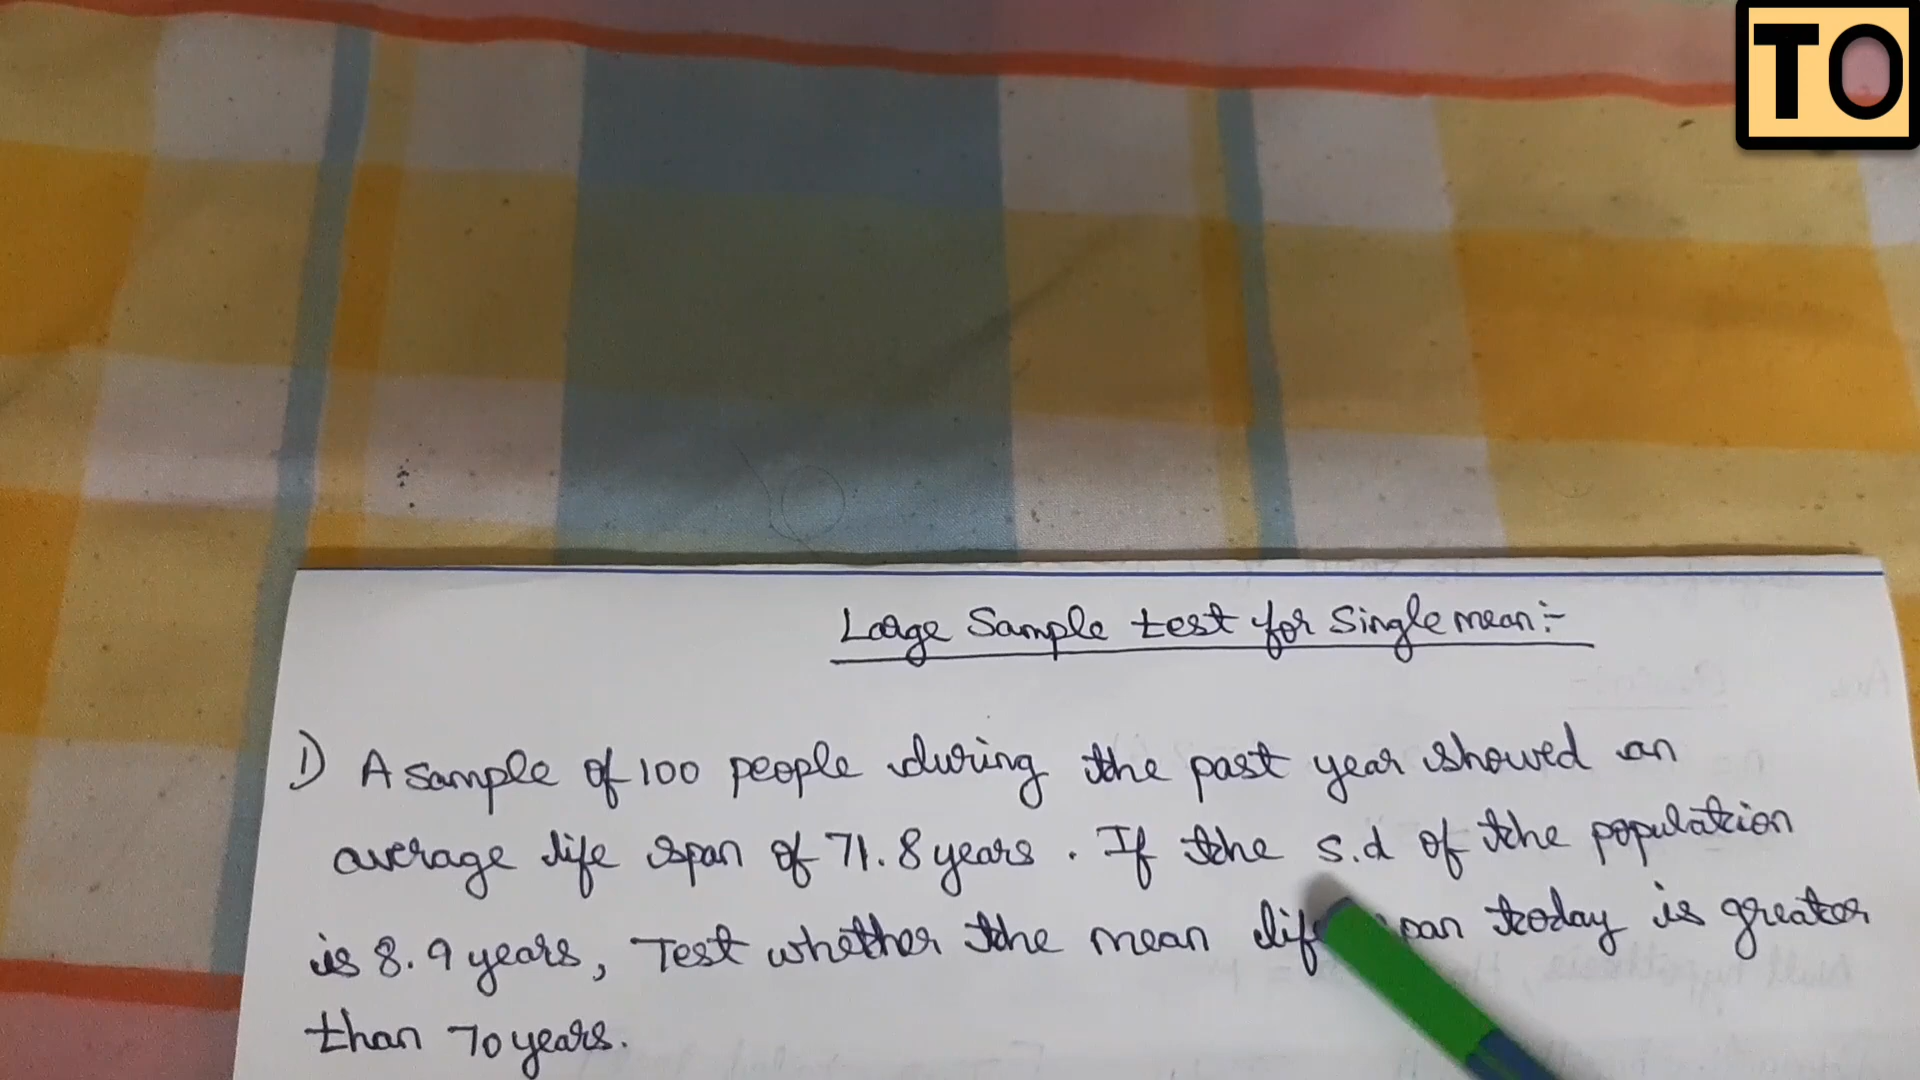 TO
Large Sample test for Single mean:-
1) A sample of 100 people during the past year showed an
average life span of 71.8 years. If the s.d of the population
is 8.9 years, Test whether the mean life span today is greater
than 70 years.